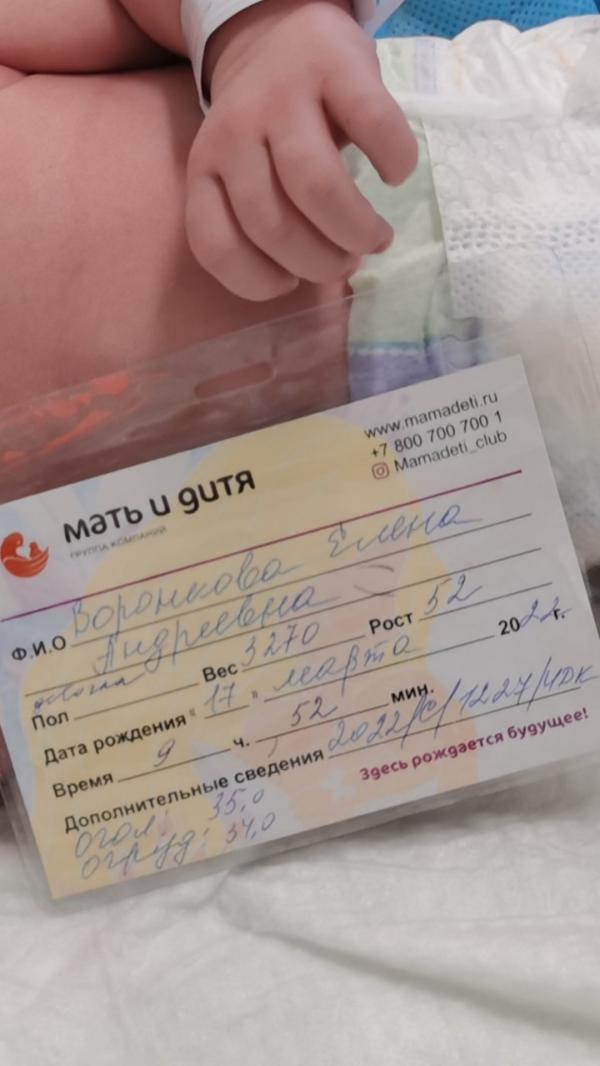 www.mamadeti.ru
+7 800 700 700 1
Mamadeti_club
мать и дитя
ГРУППА КОМПАНИЙ
Ф.И.О Воронкова Елена
Андреевна
Пол девочка Вес 3270 Рост 52
Дата рождения "17" марта 2022 г.
Время 9 ч. 52 мин.
Дополнительные сведения 2022/С/1227/ЧДК
Огол: 35,0
Огруд: 34,0
Здесь рождается будущее!